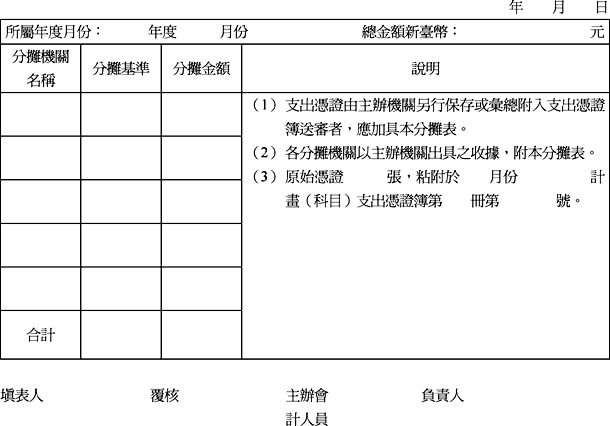 年　　月　　日
所屬年度月份：　　年度　　月份　　總金額新臺幣：　　元
分攤機關名稱　分攤基準　分攤金額　說明
（1）支出憑證由主辦機關另行保存或彙總附入支出憑證
簿送審者，應加具本分攤表。
（2）各分攤機關以主辦機關出具之收據，附本分攤表。
（3）原始憑證　　張，粘附於　　月份　　計
畫（科目）支出憑證簿第　　冊第　　號。
合計
填表人　　覆核　　主辦會計人員　　負責人